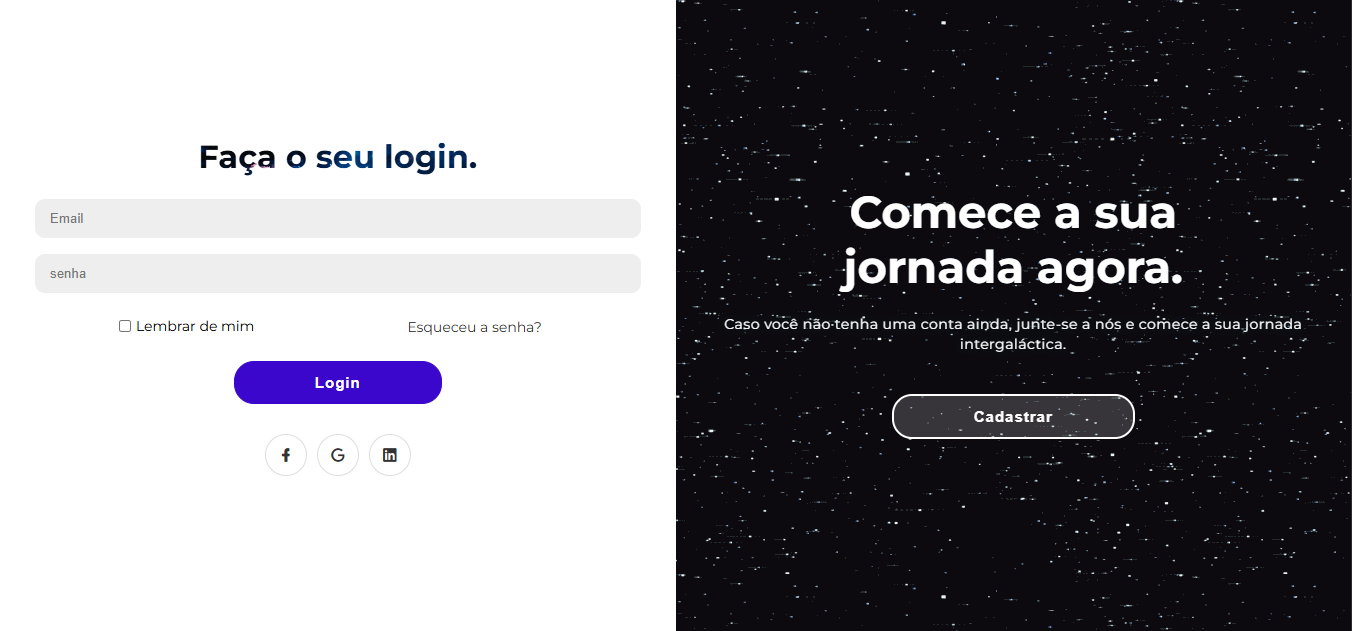 Faça o seu login.
Email
senha
Lembrar de mim
Esqueceu a senha?
Login
Comece a sua
jornada agora.
Caso você não tenha uma conta ainda, junte-se a nós e comece a sua jornada
intergaláctica.
Cadastrar